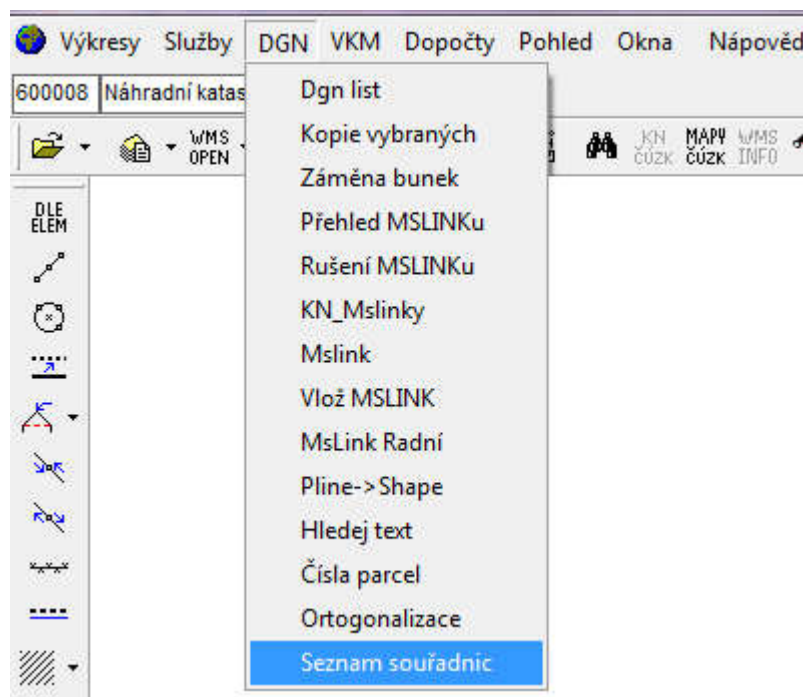 Výkresy Služby DGN VKM Dopočty Pohled Okna Nápověd
600008 Náhradní katas
WMS OPEN KN ČÚZK MAPY ČÚZK WMS INFO
DLE ELEM
Dgn list
Kopie vybraných
Záměna bunek
Přehled MSLINKu
Rušení MSLINKu
KN_Mslinky
Mslink
Vlož MSLINK
MsLink Radní
Pline->Shape
Hledej text
Čísla parcel
Ortogonalizace
Seznam souřadnic